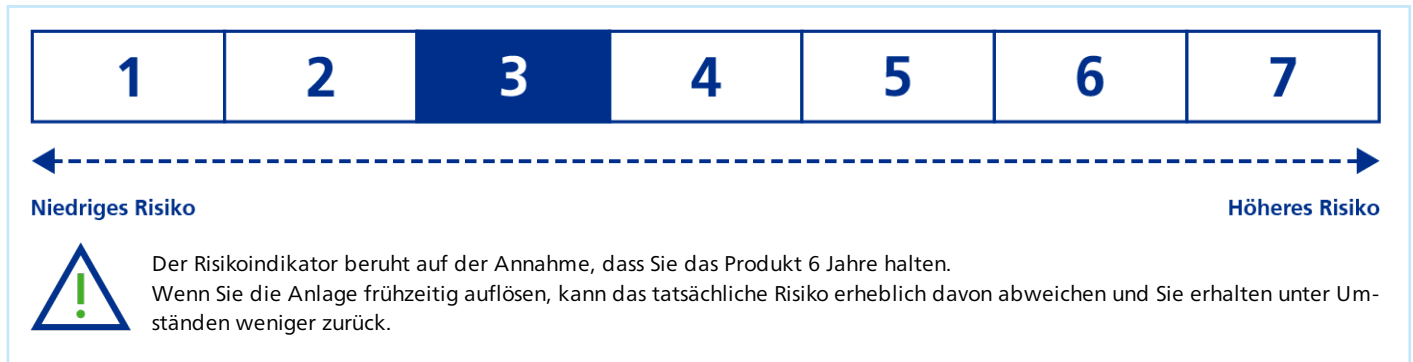 1 2 3 4 5 6 7
Niedriges Risiko Höheres Risiko
Der Risikoindikator beruht auf der Annahme, dass Sie das Produkt 6 Jahre halten.
Wenn Sie die Anlage frühzeitig auflösen, kann das tatsächliche Risiko erheblich davon abweichen und Sie erhalten unter Um-
ständen weniger zurück.